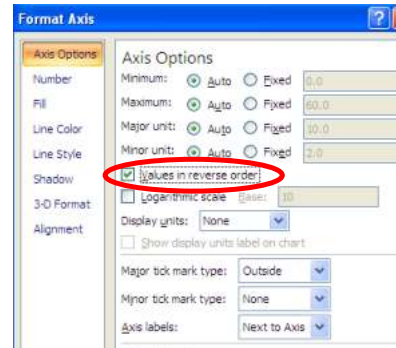 Format Axis ?
Axis Options
Number
Fill
Line Color
Line Style
Shadow
3-D Format
Alignment
Axis Options
Minimum: Auto Fixed 0.0
Maximum: Auto Fixed 60.0
Major unit: Auto Fixed 10.0
Minor unit: Auto Fixed 2.0
Values in reverse order
Logarithmic scale Base: 10
Display units: None
Show display units label on chart
Major tick mark type: Outside
Minor tick mark type: None
Axis labels: Next to Axis